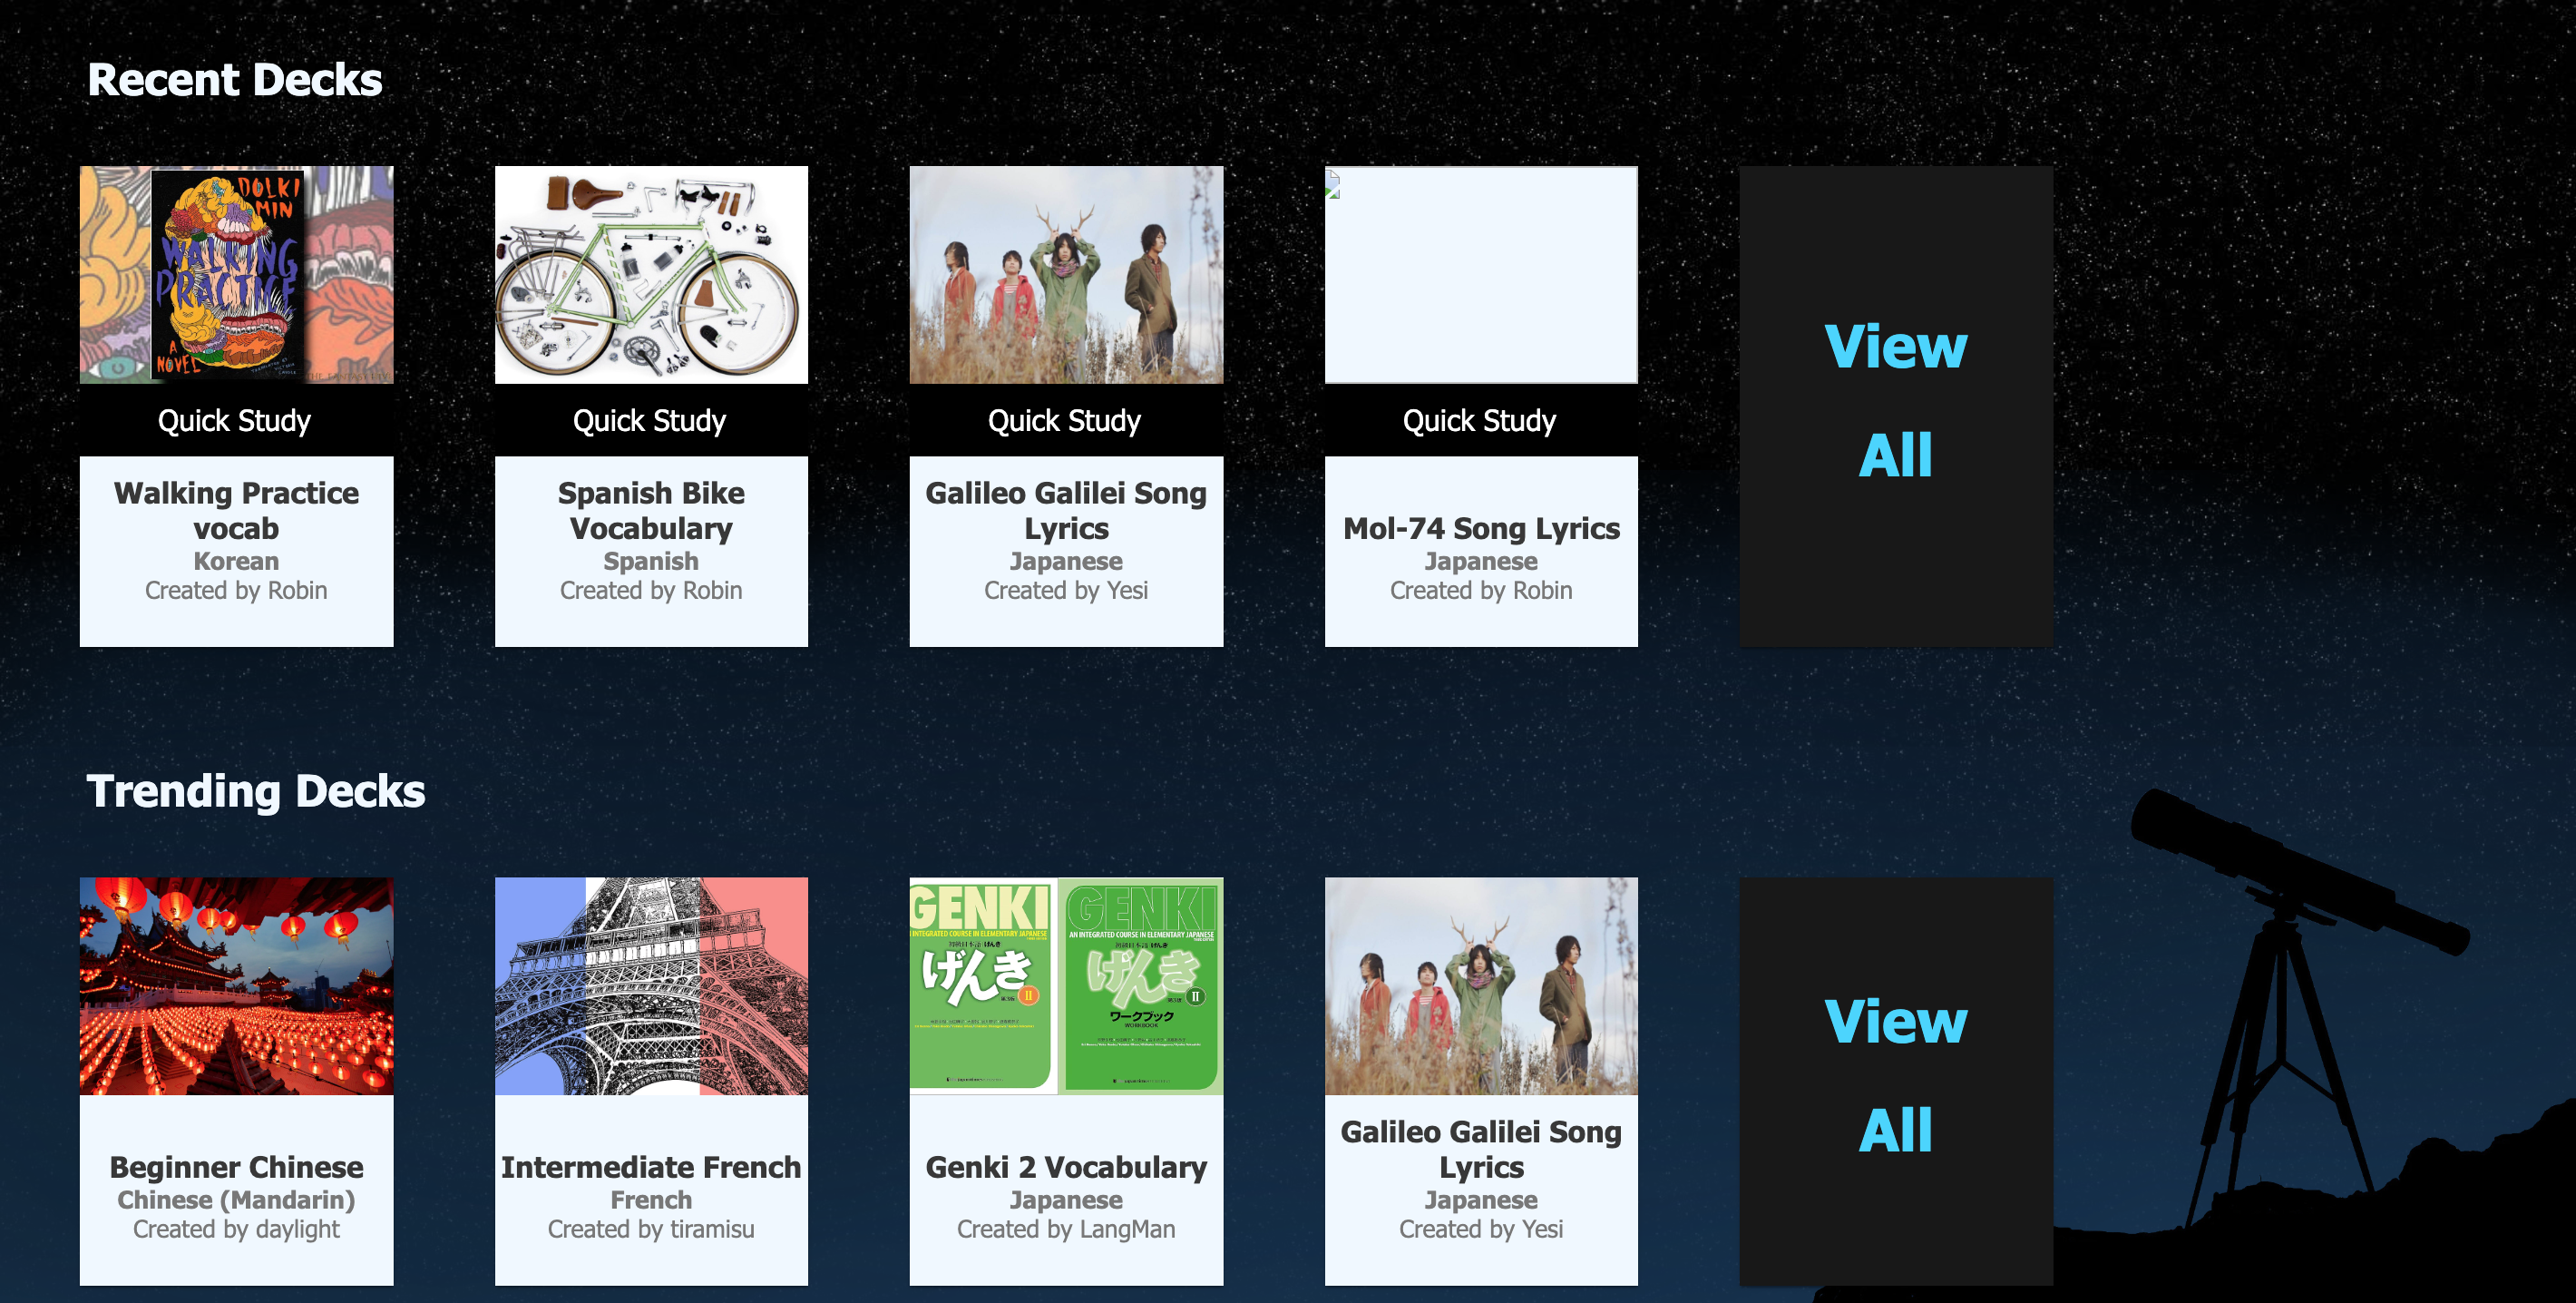 Recent Decks
DOLKI
MIN
WALKING
PRACTICE
A
NOVEL
Quick Study
Quick Study
Quick Study
Quick Study
View
All
Walking Practice
vocab
Korean
Created by Robin
Spanish Bike
Vocabulary
Spanish
Created by Robin
Galileo Galilei Song
Lyrics
Japanese
Created by Yesi
Mol-74 Song Lyrics
Japanese
Created by Robin
Trending Decks
GENKI
AN INTEGRATED COURSE IN ELEMENTARY JAPANESE
げんき
II
GENKI
AN INTEGRATED COURSE IN ELEMENTARY JAPANESE
げんき
II
ワークブック
WORKBOOK
View
All
Beginner Chinese
Chinese (Mandarin)
Created by daylight
Intermediate French
French
Created by tiramisu
Genki 2 Vocabulary
Japanese
Created by LangMan
Galileo Galilei Song
Lyrics
Japanese
Created by Yesi